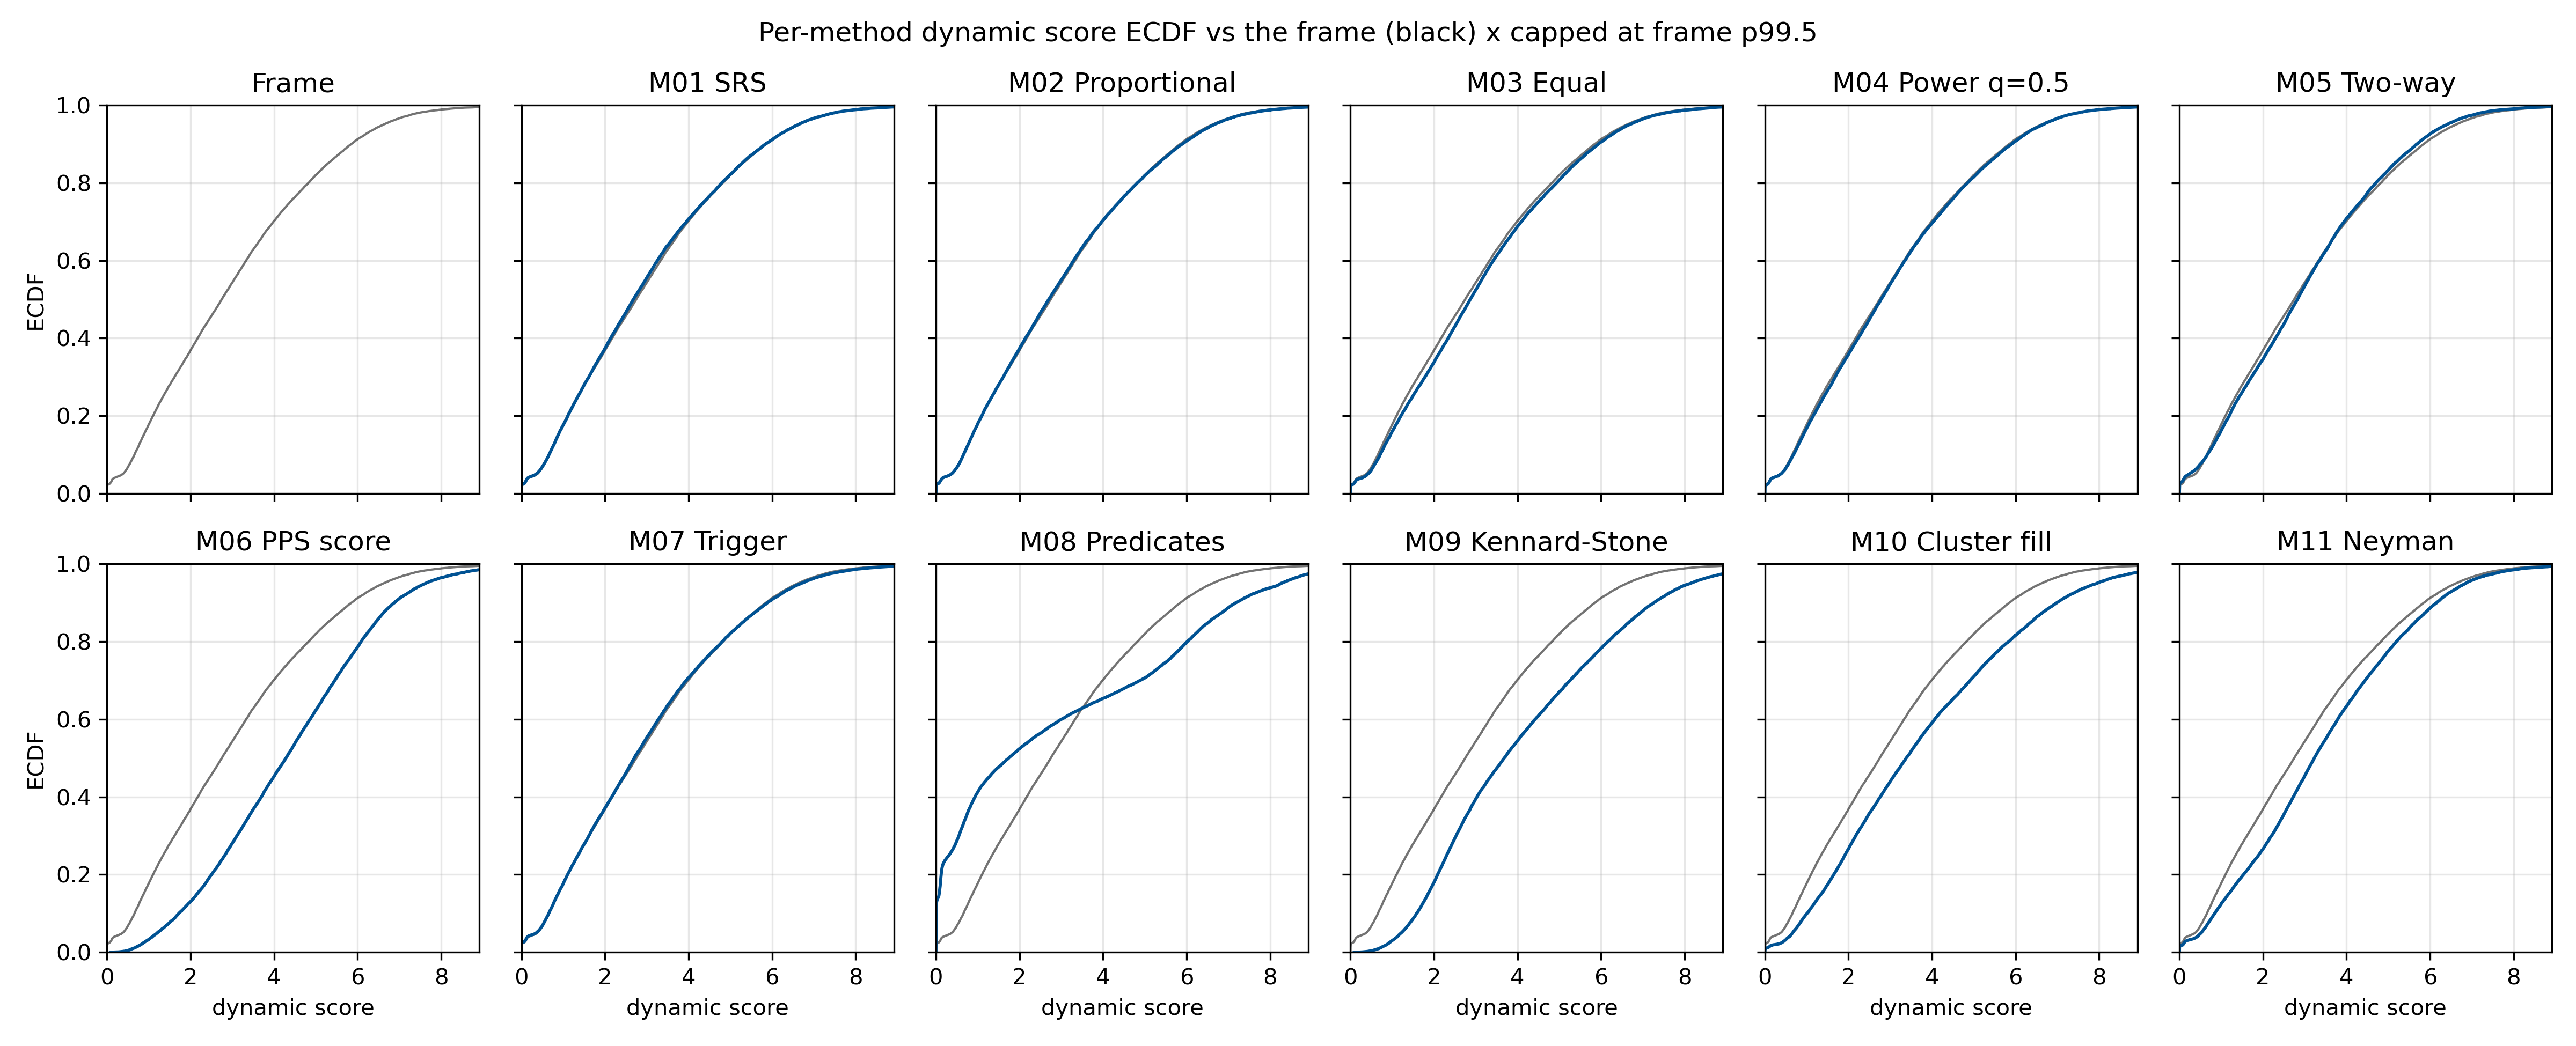 Per-method dynamic score ECDF vs the frame (black) x capped at frame p99.5
Frame
M01 SRS
M02 Proportional
M03 Equal
M04 Power q=0.5
M05 Two-way
1.0
0.8
0.6
0.4
0.2
0.0
ECDF
M06 PPS score
M07 Trigger
M08 Predicates
M09 Kennard-Stone
M10 Cluster fill
M11 Neyman
1.0
0.8
0.6
0.4
0.2
0.0
ECDF
0 2 4 6 8
0 2 4 6 8
0 2 4 6 8
0 2 4 6 8
0 2 4 6 8
0 2 4 6 8
dynamic score
dynamic score
dynamic score
dynamic score
dynamic score
dynamic score